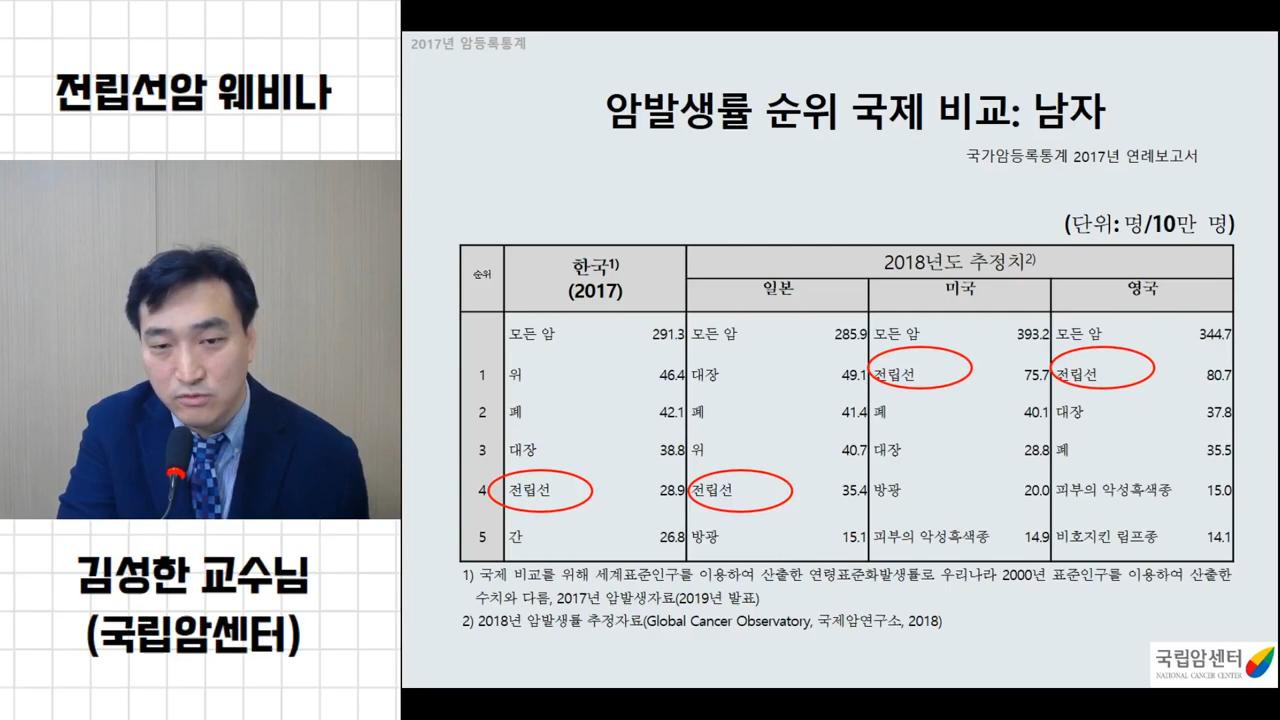 전립선암 웨비나
김성한 교수님
(국립암센터)
2017년 암등록통계
암발생률 순위 국제 비교: 남자
국가암등록통계 2017년 연례보고서
(단위: 명/10만 명)
순위 한국1) (2017) 2018년도 추정치2)
일본 미국 영국
모든 암 291.3 모든 암 285.9 모든 암 393.2 모든 암 344.7
1 위 46.4 대장 49.1 전립선 75.7 전립선 80.7
2 폐 42.1 폐 41.4 폐 40.1 대장 37.8
3 대장 38.8 위 40.7 대장 28.8 폐 35.5
4 전립선 28.9 전립선 35.4 방광 20.0 피부의 악성흑색종 15.0
5 간 26.8 방광 15.1 피부의 악성흑색종 14.9 비호지킨 림프종 14.1
1) 국제 비교를 위해 세계표준인구를 이용하여 산출한 연령표준화발생률로 우리나라 2000년 표준인구를 이용하여 산출한
수치와 다름, 2017년 암발생자료(2019년 발표)
2) 2018년 암발생률 추정자료(Global Cancer Observatory, 국제암연구소, 2018)
국립암센터
NATIONAL CANCER CENTER